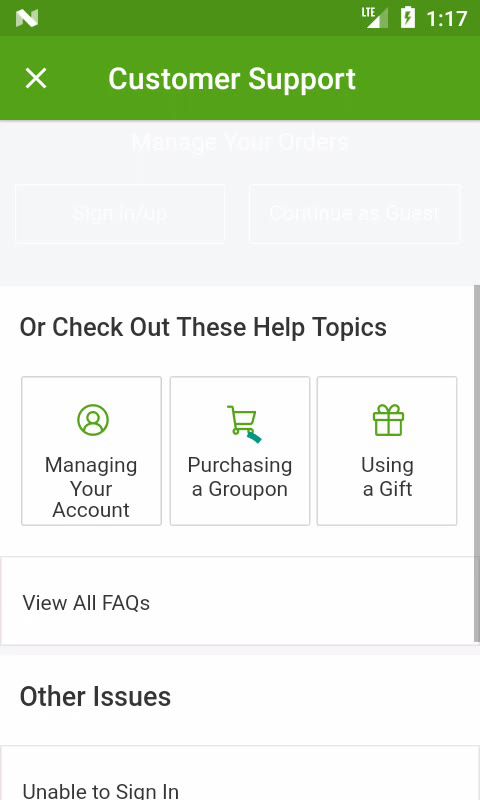 LTE 1:17
Customer Support
Manage Your Orders
Sign in/up Continue as Guest
Or Check Out These Help Topics
Managing
Your
Account
Purchasing
a Groupon
Using
a Gift
View All FAQs
Other Issues
Unable to Sign In